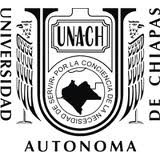 UNIVERSIDAD
AUTONOMA
DE CHIAPAS
UNACH
POR LA CONCIENCIA
DE LA NECESIDAD DE SERVIR